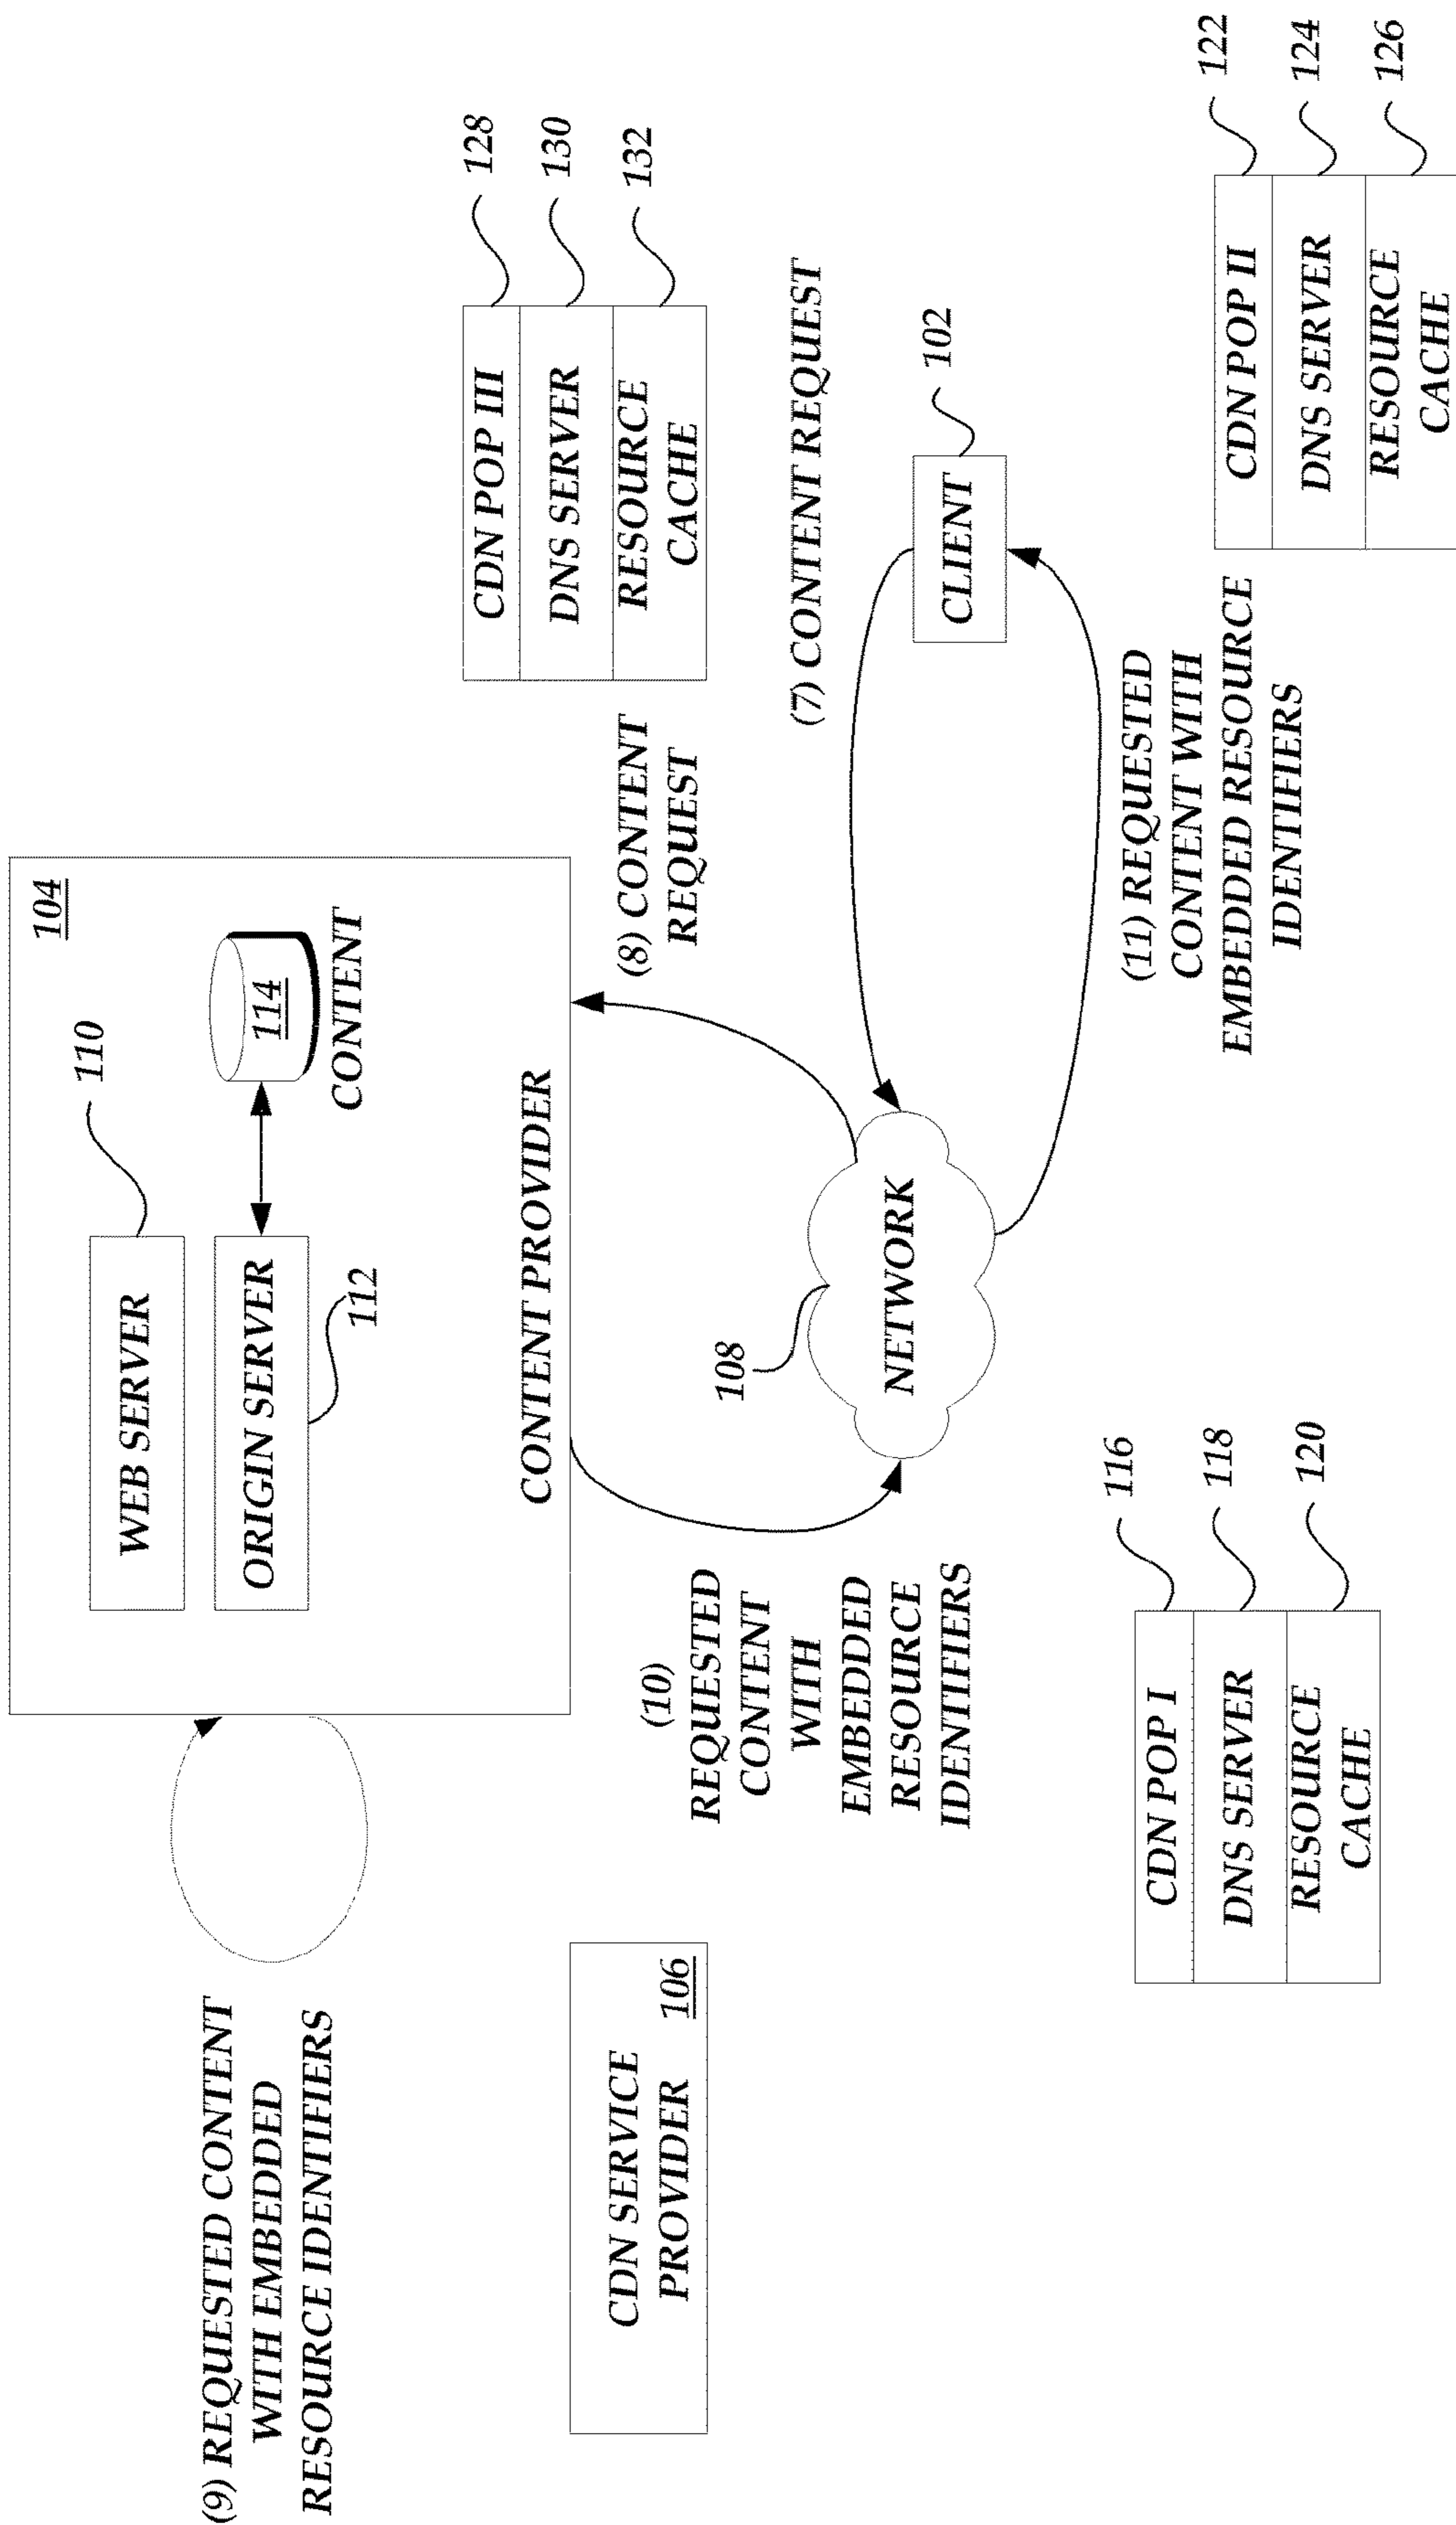 (9) REQUESTED CONTENT
WITH EMBEDDED
RESOURCE IDENTIFIERS
WEB SERVER
110
104
ORIGIN SERVER
112
114
CONTENT
CONTENT PROVIDER
CDN SERVICE
PROVIDER
106
(10)
REQUESTED
CONTENT
WITH
EMBEDDED
RESOURCE
IDENTIFIERS
(8) CONTENT
REQUEST
CDN POP III
128
DNS SERVER
130
RESOURCE
CACHE
132
108
NETWORK
(7) CONTENT REQUEST
CLIENT
102
CDN POP I
116
DNS SERVER
118
RESOURCE
CACHE
120
(11) REQUESTED
CONTENT WITH
EMBEDDED RESOURCE
IDENTIFIERS
CDN POP II
122
DNS SERVER
124
RESOURCE
CACHE
126